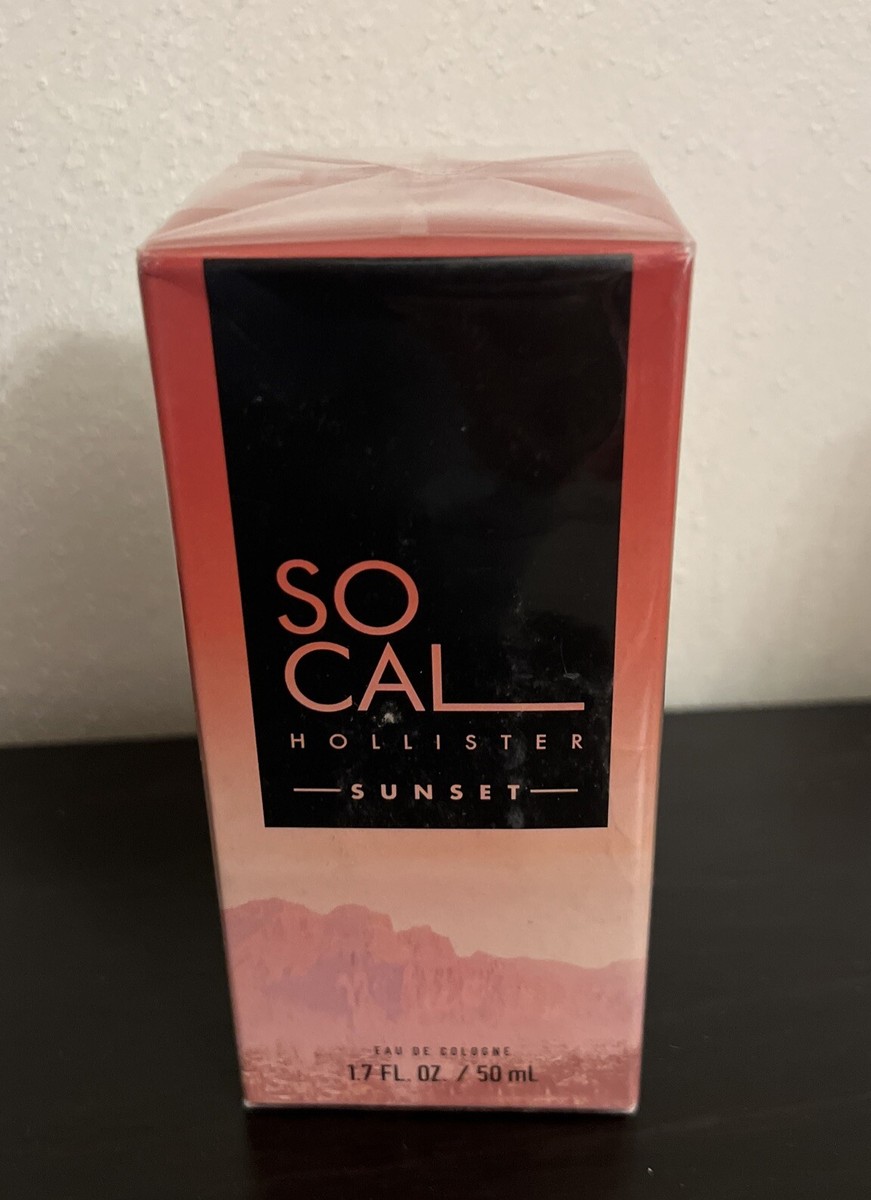 SO
CAL
HOLLISTER
SUNSET
EAU DE COLOGNE
1.7 FL. OZ. / 50 mL